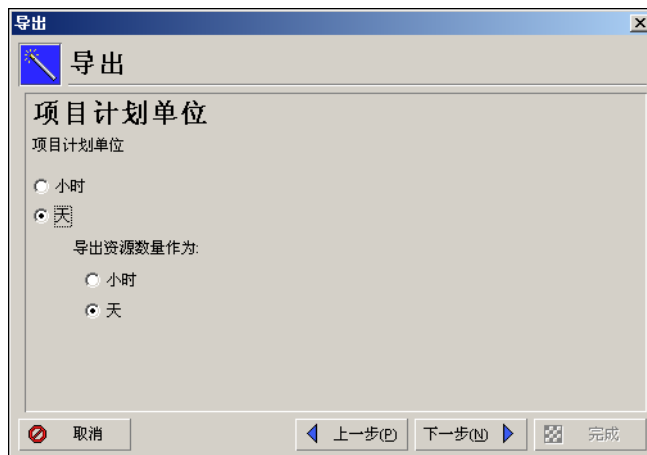 导出
导出
项目计划单位
项目计划单位
小时
天
导出资源数量作为:
小时
天
取消 上一步(P) 下一步(N) 完成